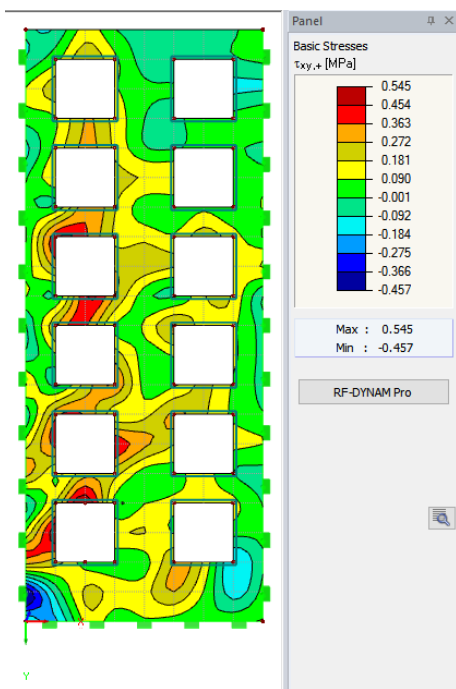 Panel
Basic Stresses
τxy,+ [MPa]
0.545
0.454
0.363
0.272
0.181
0.090
-0.001
-0.092
-0.184
-0.275
-0.366
-0.457
Max : 0.545
Min : -0.457
RF-DYNAM Pro
X
Y